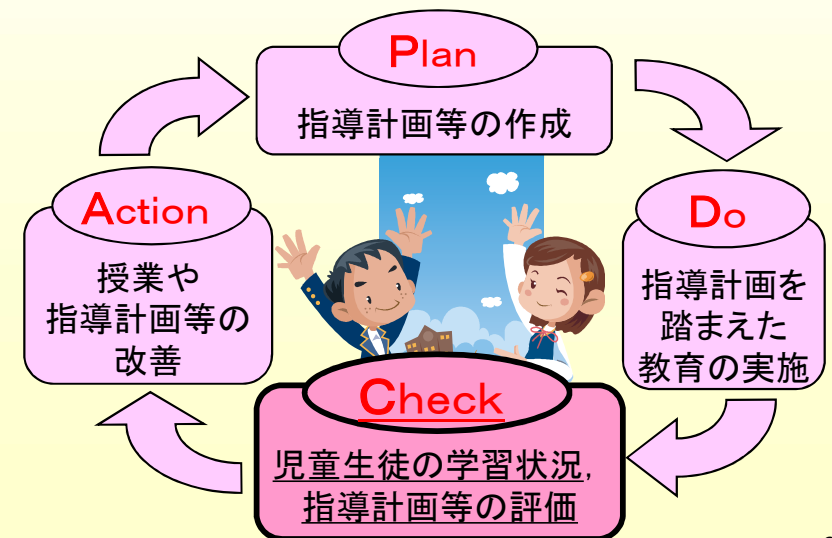 Plan
指導計画等の作成
Do
指導計画を
踏まえた
教育の実施
Check
児童生徒の学習状況,
指導計画等の評価
Action
授業や
指導計画等の
改善